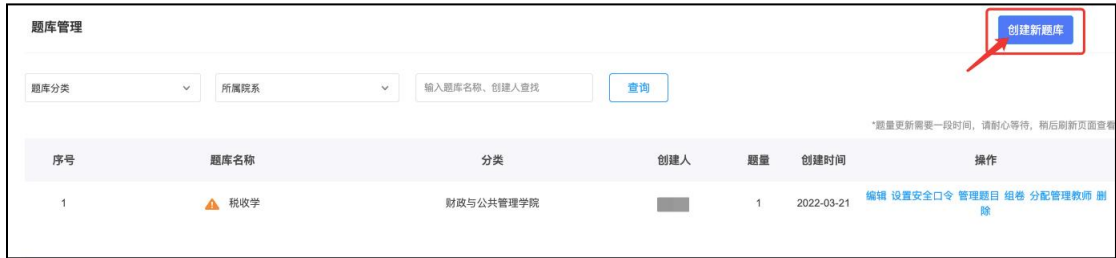 题库管理
创建新题库
题库分类 所属院系 输入题库名称、创建人查找 查询
*题量更新需要一段时间，请耐心等待，稍后刷新页面查看
序号 题库名称 分类 创建人 题量 创建时间 操作
1 税收学 财政与公共管理学院 1 2022-03-21 编辑 设置安全口令 管理题目 组卷 分配管理教师 删
除